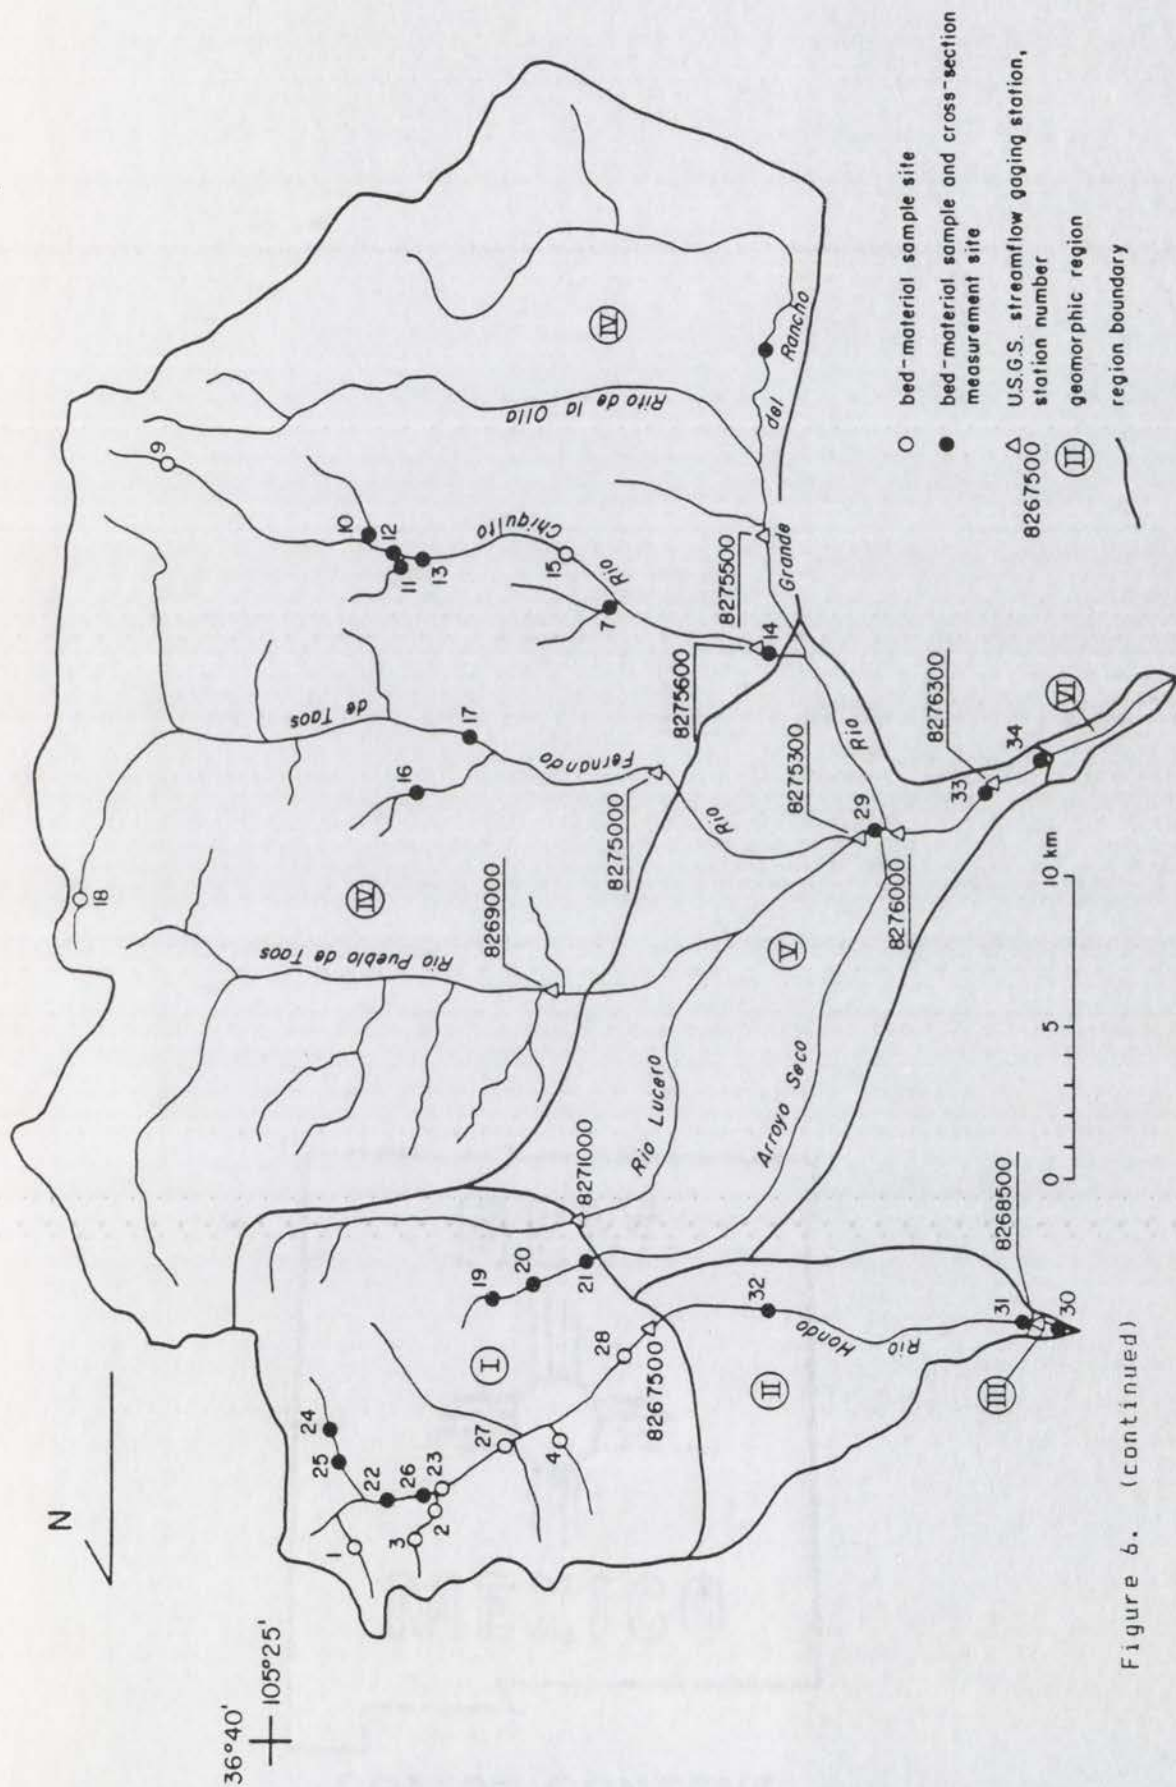 36°40'
105°25'
N
1
3
2
22
26
23
25
24
27
4
I
28
8267500
19
20
21
8271000
II
32
Rio Hondo
III
31
30
8268500
Rio Lucero
Arroyo Seco
V
8269000
Rio Pueblo de Taos
IV
18
16
17
Rio Fernando de Taos
8275000
8275300
29
8276000
8275600
14
8275500
Rio Grande del Rancho
7
15
Rio Chiquito
13
11
12
10
9
Rito de la Olla
IV
8276300
33
34
VI
0 5 10 km
bed-material sample site
bed-material sample and cross-section
measurement site
8267500
U.S.G.S. streamflow gaging station,
station number
II
geomorphic region
region boundary
Figure 6. (continued)